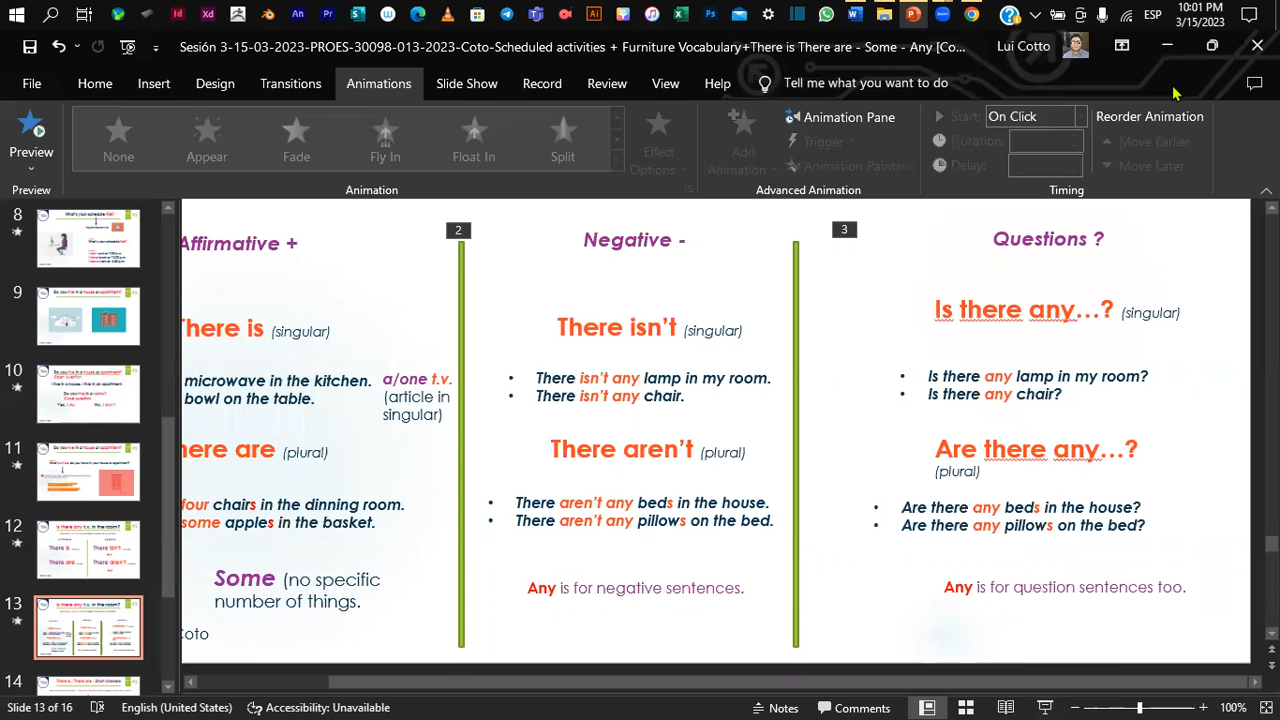 10:01 PM
ESP
3/15/2023
Sesión 3-15-03-2023-PROES-3030-013-2023-Coto-Scheduled activities + Furniture Vocabulary+There is There are - Some - Any [Co...
Lui Cotto
File Home Insert Design Transitions Animations Slide Show Record Review View Help Tell me what you want to do
Preview
None Appear Fade Fly In Float In Split
Effect Options
Add Animation
Animation Pane
Trigger
Animation Painter
Start: On Click
Duration:
Delay:
Reorder Animation
Move Earlier
Move Later
Preview Animation Advanced Animation Timing
8
9
10
11
12
13
14
2
3
Affirmative +
There is (singular)
microwave in the kitchen.
bowl on the table.
a/one t.v.
(article in
singular)
here are (plural)
four chairs in the dinning room.
some apples in the basket.
Some (no specific
number of things.
Coto
Negative -
There isn't (singular)
There isn't any lamp in my room.
There isn't any chair.
There aren't (plural)
• There aren't any beds in the house.
There aren't any pillows on the bed.
Any is for negative sentences.
Questions ?
Is there any...? (singular)
• Is there any lamp in my room?
• Is there any chair?
Are there any...?
(plural)
• Are there any beds in the house?
• Are there any pillows on the bed?
Any is for question sentences too.
Slide 13 of 16 English (United States) Accessibility: Unavailable Notes Comments 100%